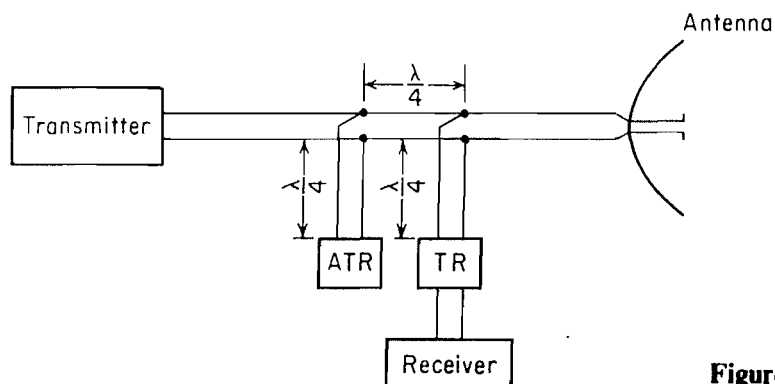 Antenna
λ
4
Transmitter
λ
4
λ
4
ATR
TR
Receiver
Figur